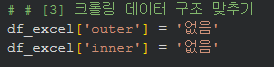 # # [3] 크롤링 데이터 구조 맞추기
df_excel['outer'] = '없음'
df_excel['inner'] = '없음'